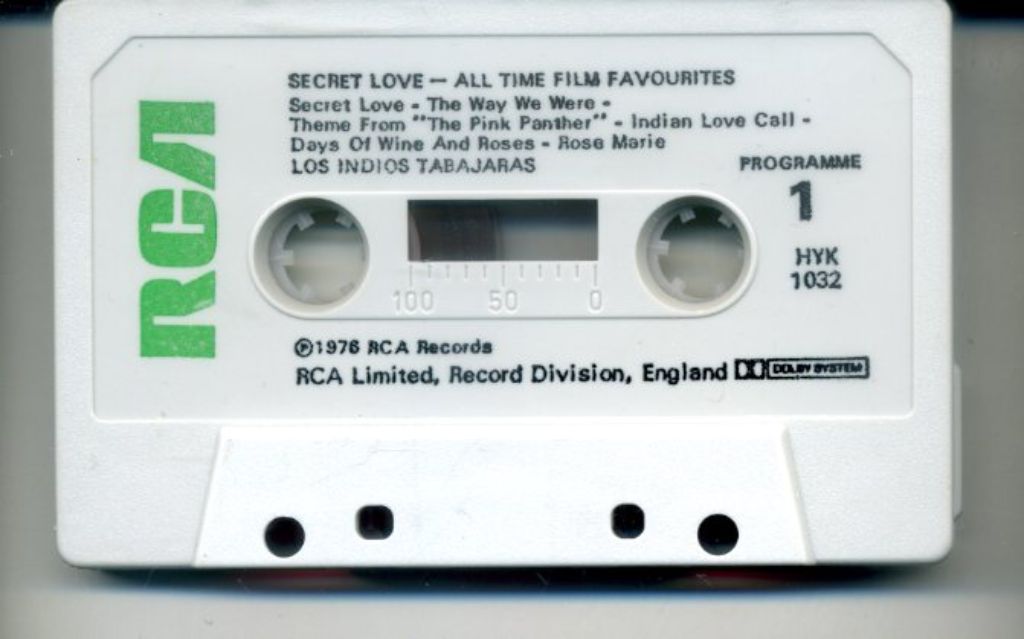 RCA
SECRET LOVE — ALL TIME FILM FAVOURITES
Secret Love - The Way We Were -
Theme From "The Pink Panther" - Indian Love Call -
Days Of Wine And Roses - Rose Marie
LOS INDIOS TABAJARAS
PROGRAMME
1
HYK
1032
100 50 0
℗1976 RCA Records
RCA Limited, Record Division, England DOLBY SYSTEM